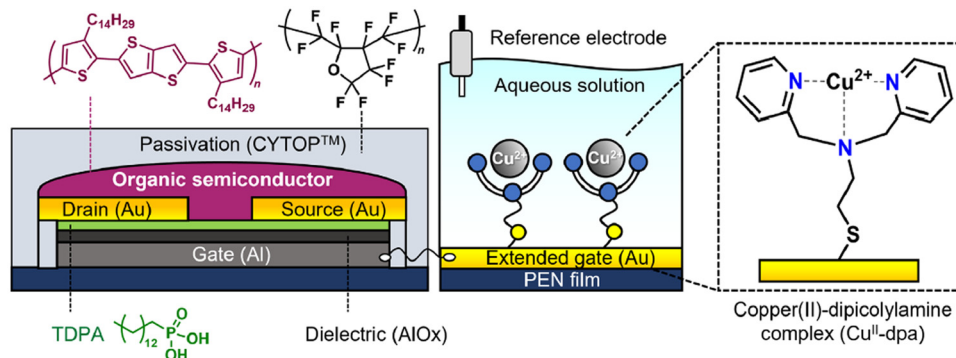 C14H29
S
S
S
S
n
C14H29
F F F F
F F
O F
F F
F
n
Passivation (CYTOP™)
Organic semiconductor
Drain (Au)
Source (Au)
Gate (Al)
TDPA
12
P
O
OH
OH
Dielectric (AlOx)
Reference electrode
Aqueous solution
Cu2+
Cu2+
Extended gate (Au)
PEN film
N Cu2+ N
N
S
Copper(II)-dipicolylamine
complex (CuII-dpa)